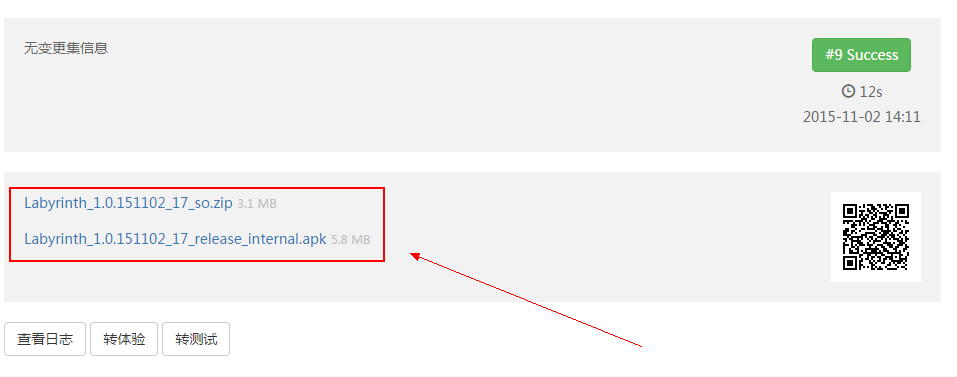 无变更集信息
#9 Success
12s
2015-11-02 14:11
Labyrinth_1.0.151102_17_so.zip 3.1 MB
Labyrinth_1.0.151102_17_release_internal.apk 5.8 MB
查看日志 转体验 转测试